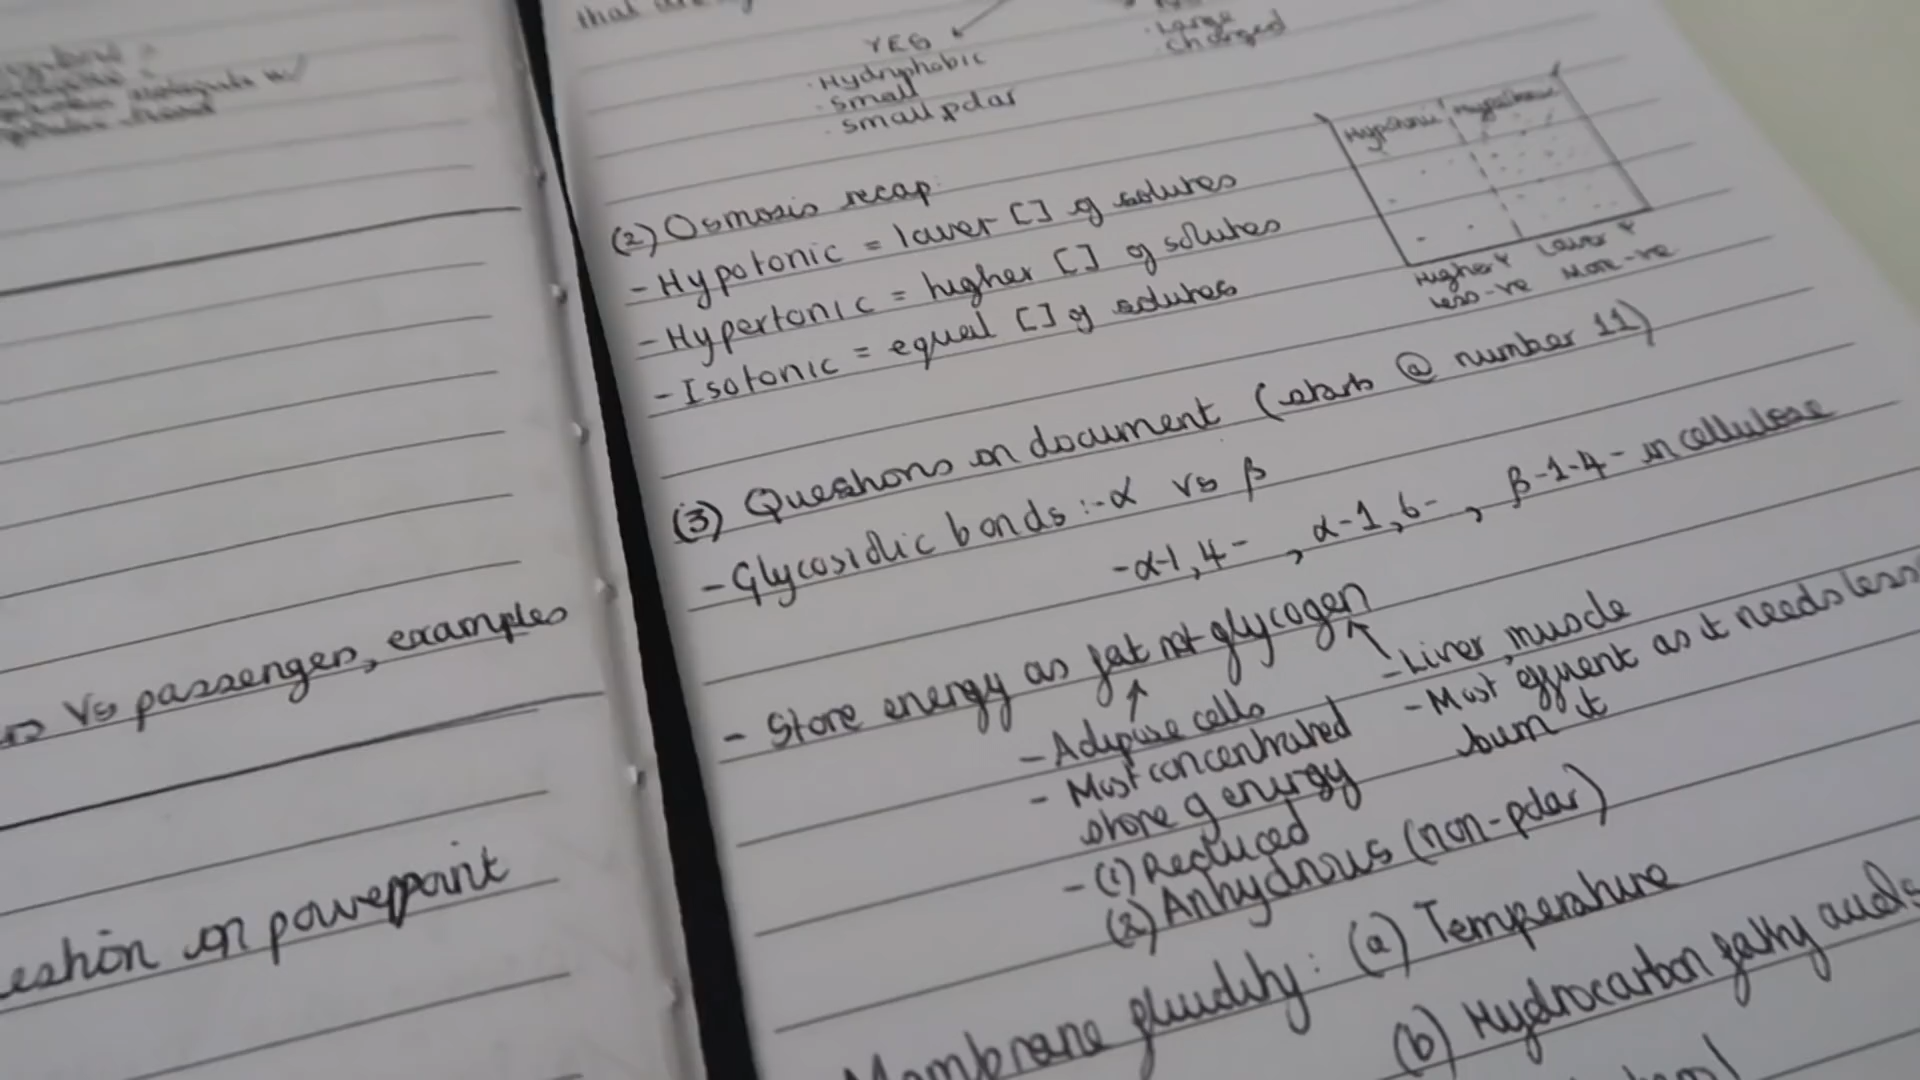 vs passenger, examples
on powerpoint
that
YES
· Hydrophobic
· small
· small, polar
· Large
charged
(2) Osmosis recap:
- Hypotonic = lower [] of solutes
- Hypertonic = higher [] of solutes
- Isotonic = equal [] of solutes
Hypotonic
Higher Ψ
less -ve
Lower Ψ
More -ve
(3) Questions on document (starts @ number 11)
- Glycosidic bonds :- α vs β
- α-1,4- , α-1,6- , β-1-4- in cellulose
- Store energy as fat not glycogen
- Adipose cells
- Most concentrated
store of energy
- (1) Reduced
(2) Anhydrous (non-polar)
- Liver, muscle
- Most efficient as it needs less
burn it
Membrane fluidity: (a) Temperature
(b) Hydrocarbon fatty acids